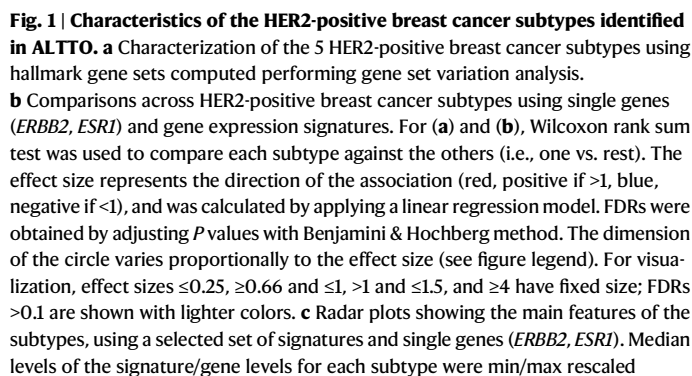 Fig. 1 | Characteristics of the HER2-positive breast cancer subtypes identified
in ALTTO. a Characterization of the 5 HER2-positive breast cancer subtypes using
hallmark gene sets computed performing gene set variation analysis.
b Comparisons across HER2-positive breast cancer subtypes using single genes
(ERBB2, ESR1) and gene expression signatures. For (a) and (b), Wilcoxon rank sum
test was used to compare each subtype against the others (i.e., one vs. rest). The
effect size represents the direction of the association (red, positive if >1, blue,
negative if <1), and was calculated by applying a linear regression model. FDRs were
obtained by adjusting P values with Benjamini & Hochberg method. The dimension
of the circle varies proportionally to the effect size (see figure legend). For visua-
lization, effect sizes ≤0.25, ≥0.66 and ≤1, >1 and ≤1.5, and ≥4 have fixed size; FDRs
>0.1 are shown with lighter colors. c Radar plots showing the main features of the
subtypes, using a selected set of signatures and single genes (ERBB2, ESR1). Median
levels of the signature/gene levels for each subtype were min/max rescaled